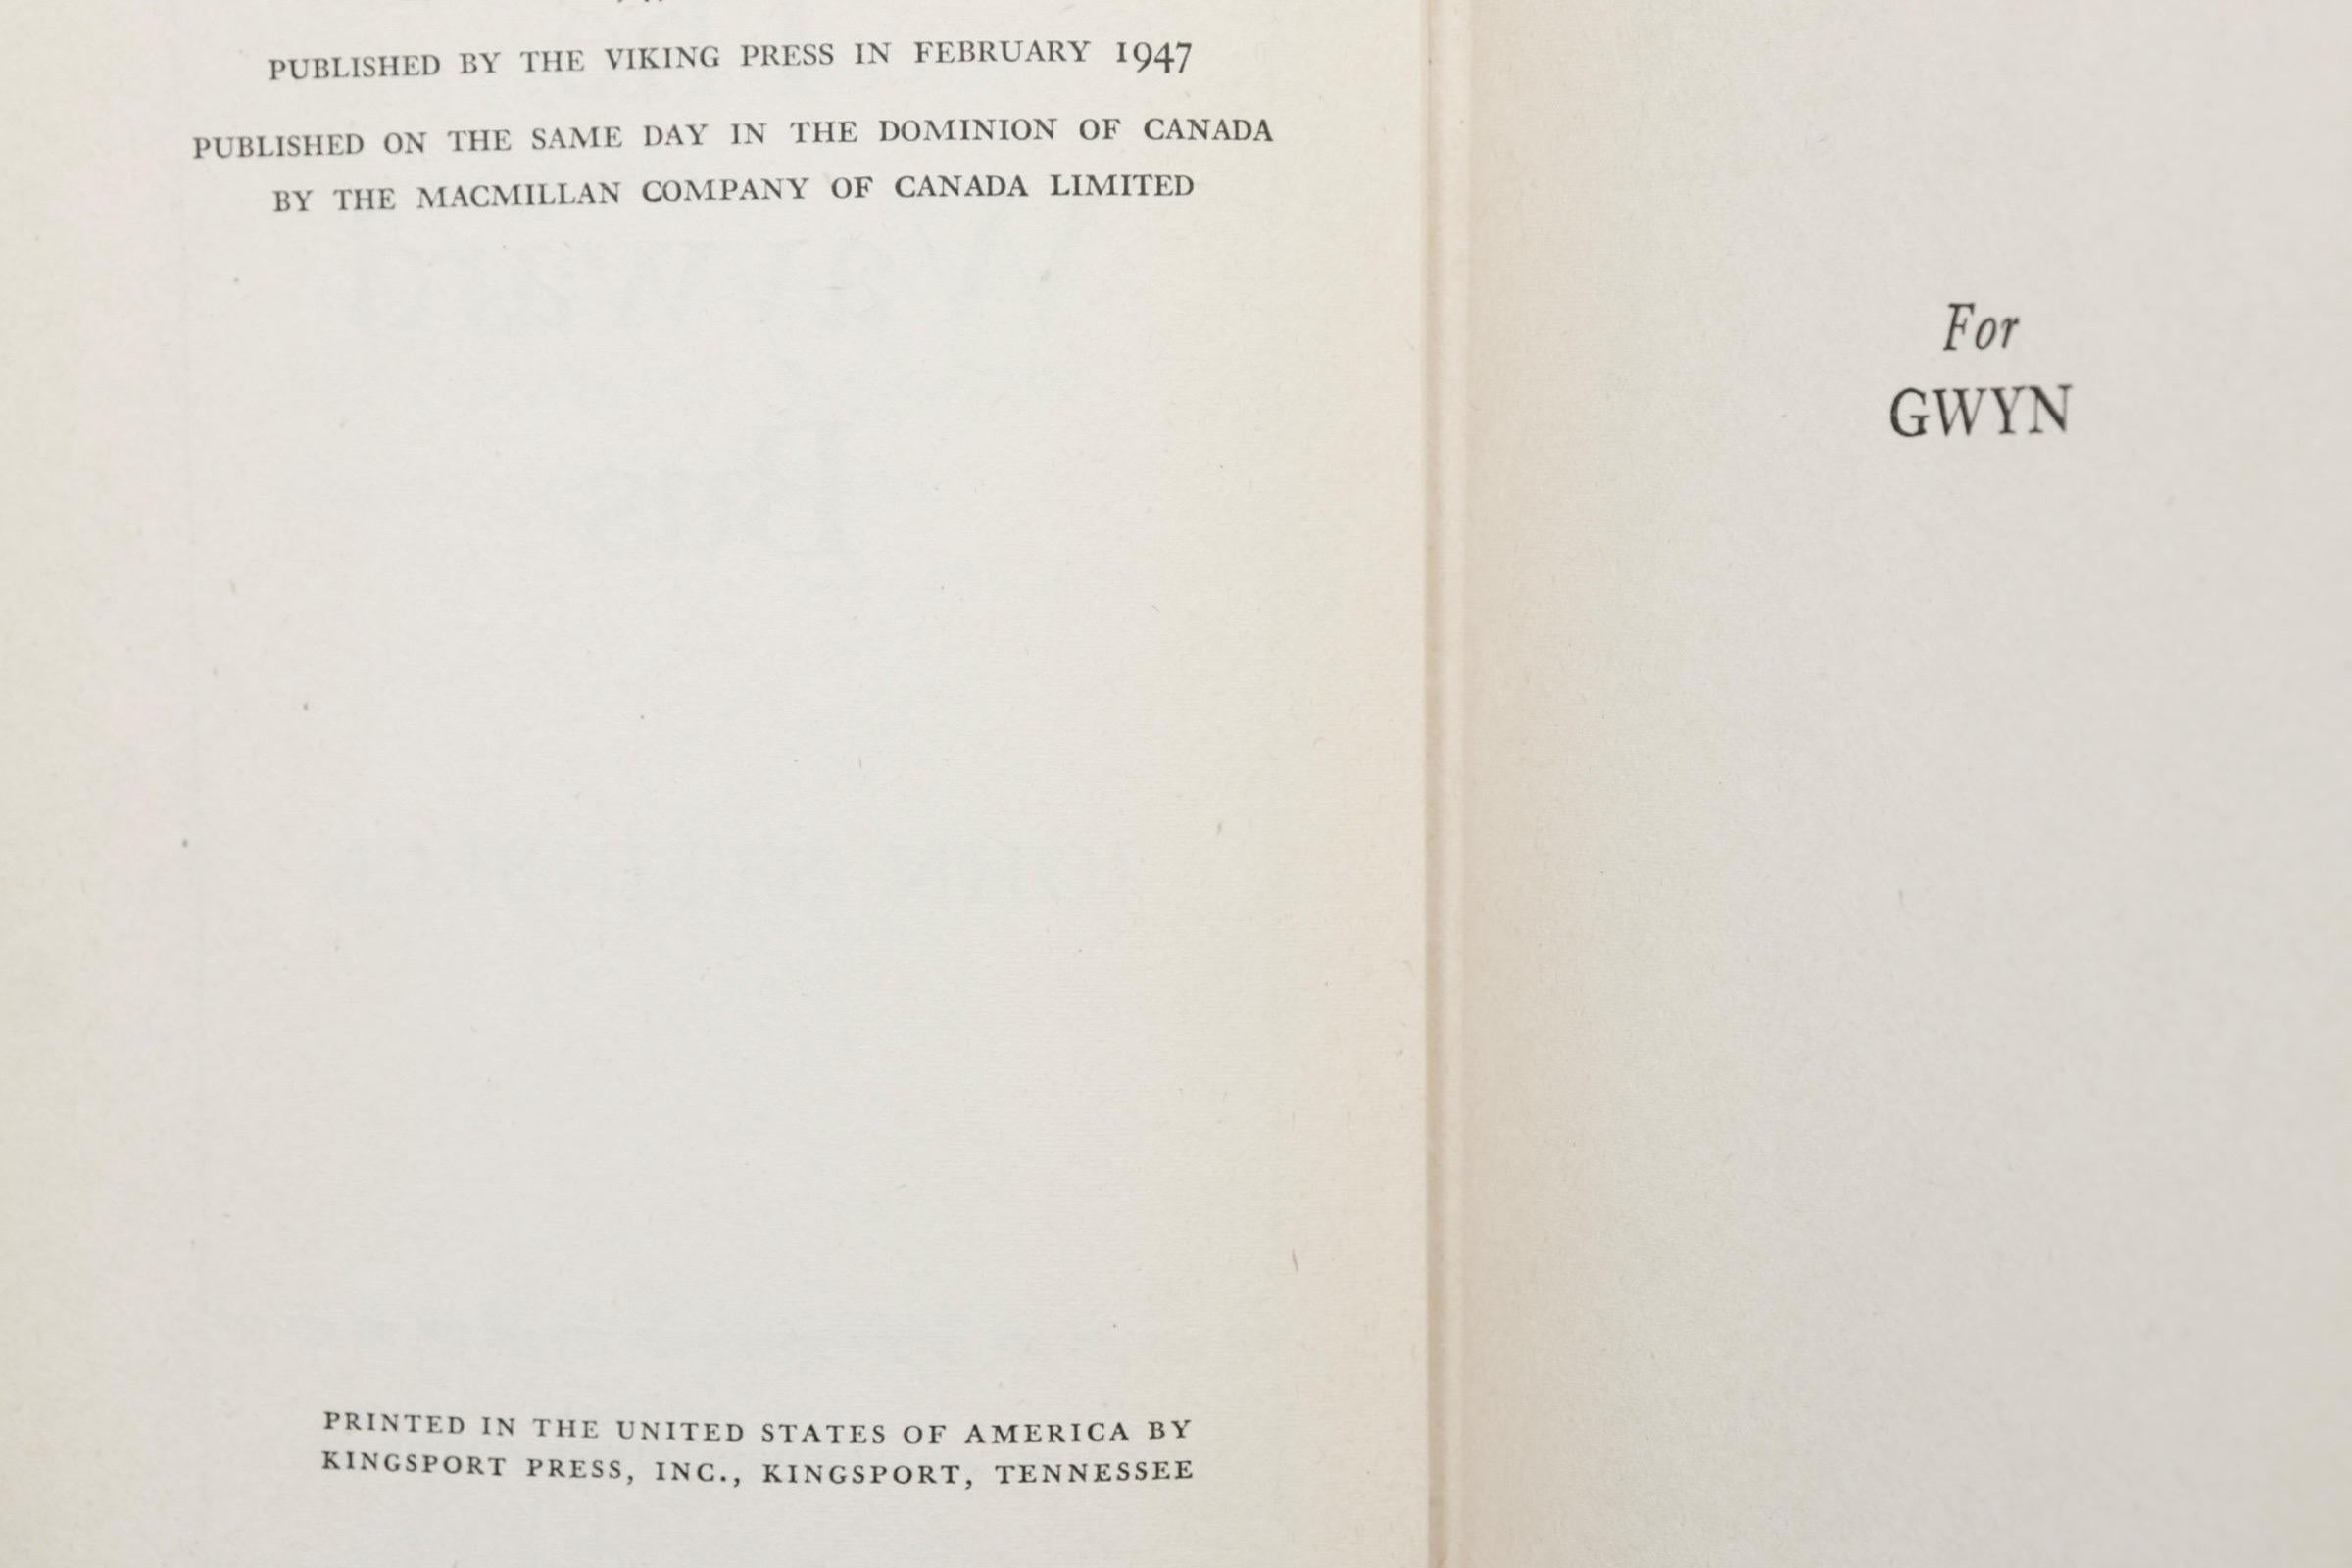 PUBLISHED BY THE VIKING PRESS IN FEBRUARY 1947
PUBLISHED ON THE SAME DAY IN THE DOMINION OF CANADA
BY THE MACMILLAN COMPANY OF CANADA LIMITED
PRINTED IN THE UNITED STATES OF AMERICA BY
KINGSPORT PRESS, INC., KINGSPORT, TENNESSEE
For
GWYN